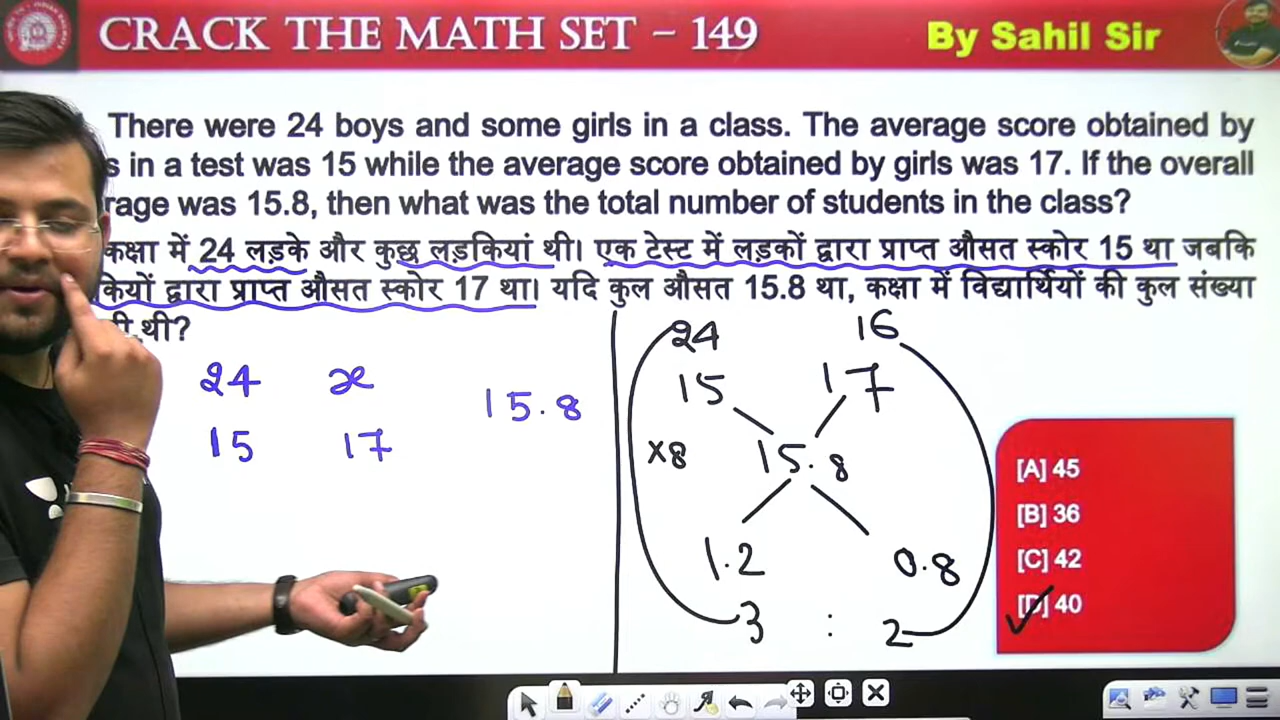 CRACK THE MATH SET – 149
By Sahil Sir
There were 24 boys and some girls in a class. The average score obtained by
s in a test was 15 while the average score obtained by girls was 17. If the overall
rage was 15.8, then what was the total number of students in the class?
कक्षा में 24 लड़के और कुछ लड़कियां थी। एक टेस्ट में लड़कों द्वारा प्राप्त औसत स्कोर 15 था जबकि
कियों द्वारा प्राप्त औसत स्कोर 17 था। यदि कुल औसत 15.8 था, कक्षा में विद्यार्थियों की कुल संख्या
थी?
24 x
15 17
15.8
24 16
15 17
×8 15.8
1.2 0.8
3 : 2
[A] 45
[B] 36
[C] 42
[D] 40